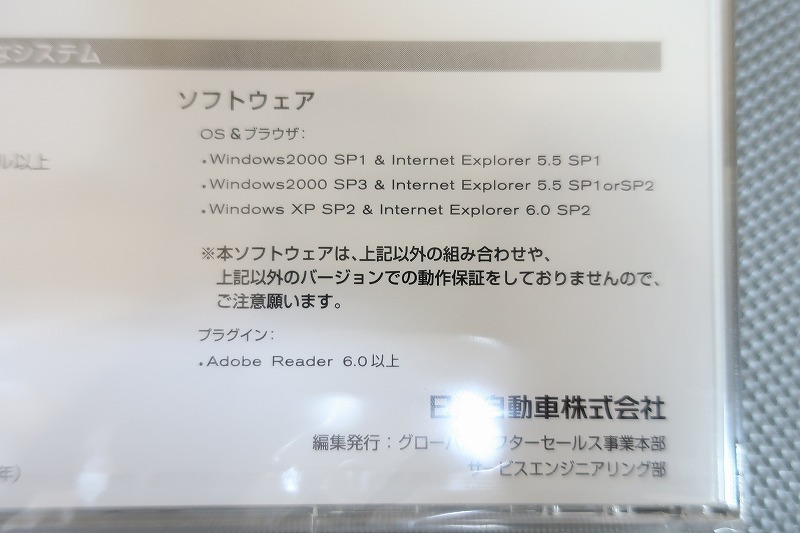 なシステム
ソフトウェア
OS & ブラウザ:
ル以上
•Windows2000 SP1 & Internet Explorer 5.5 SP1
•Windows2000 SP3 & Internet Explorer 5.5 SP1orSP2
•Windows XP SP2 & Internet Explorer 6.0 SP2
※本ソフトウェアは、上記以外の組み合わせや、
上記以外のバージョンでの動作保証をしておりませんので、
ご注意願います。
プラグイン:
•Adobe Reader 6.0以上
自動車株式会社
編集発行：グローバルアフターセールス事業本部
年）
サービスエンジニアリング部